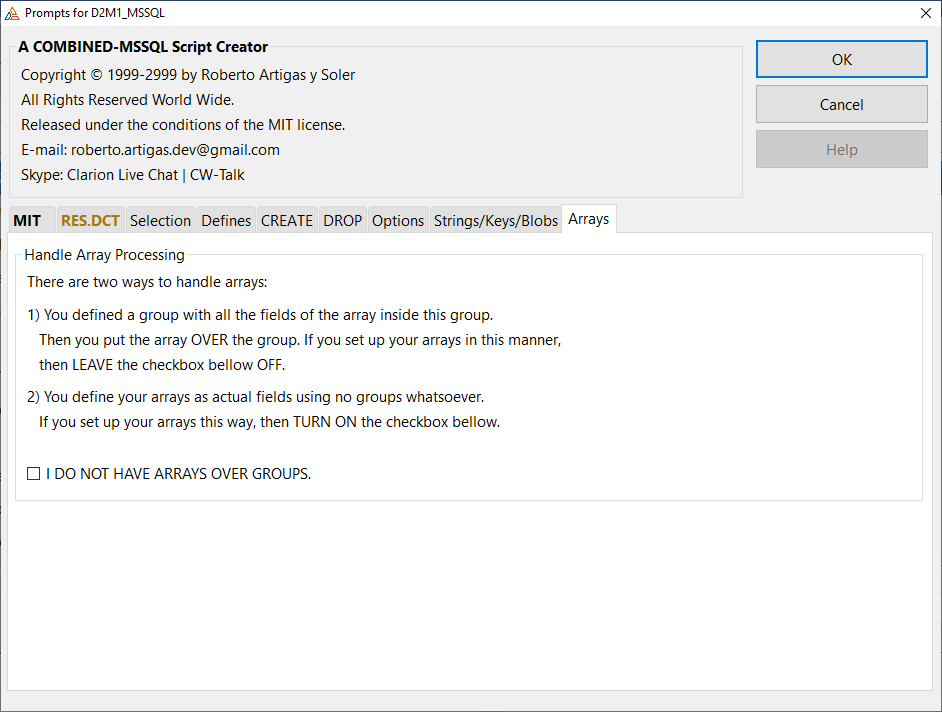 Prompts for D2M1_MSSQL
A COMBINED-MSSQL Script Creator
Copyright © 1999-2999 by Roberto Artigas y Soler
All Rights Reserved World Wide.
Released under the conditions of the MIT license.
E-mail: roberto.artigas.dev@gmail.com
Skype: Clarion Live Chat | CW-Talk
OK
Cancel
Help
MIT RES.DCT Selection Defines CREATE DROP Options Strings/Keys/Blobs Arrays
Handle Array Processing
There are two ways to handle arrays:
1) You defined a group with all the fields of the array inside this group.
Then you put the array OVER the group. If you set up your arrays in this manner,
then LEAVE the checkbox bellow OFF.
2) You define your arrays as actual fields using no groups whatsoever.
If you set up your arrays this way, then TURN ON the checkbox bellow.
I DO NOT HAVE ARRAYS OVER GROUPS.